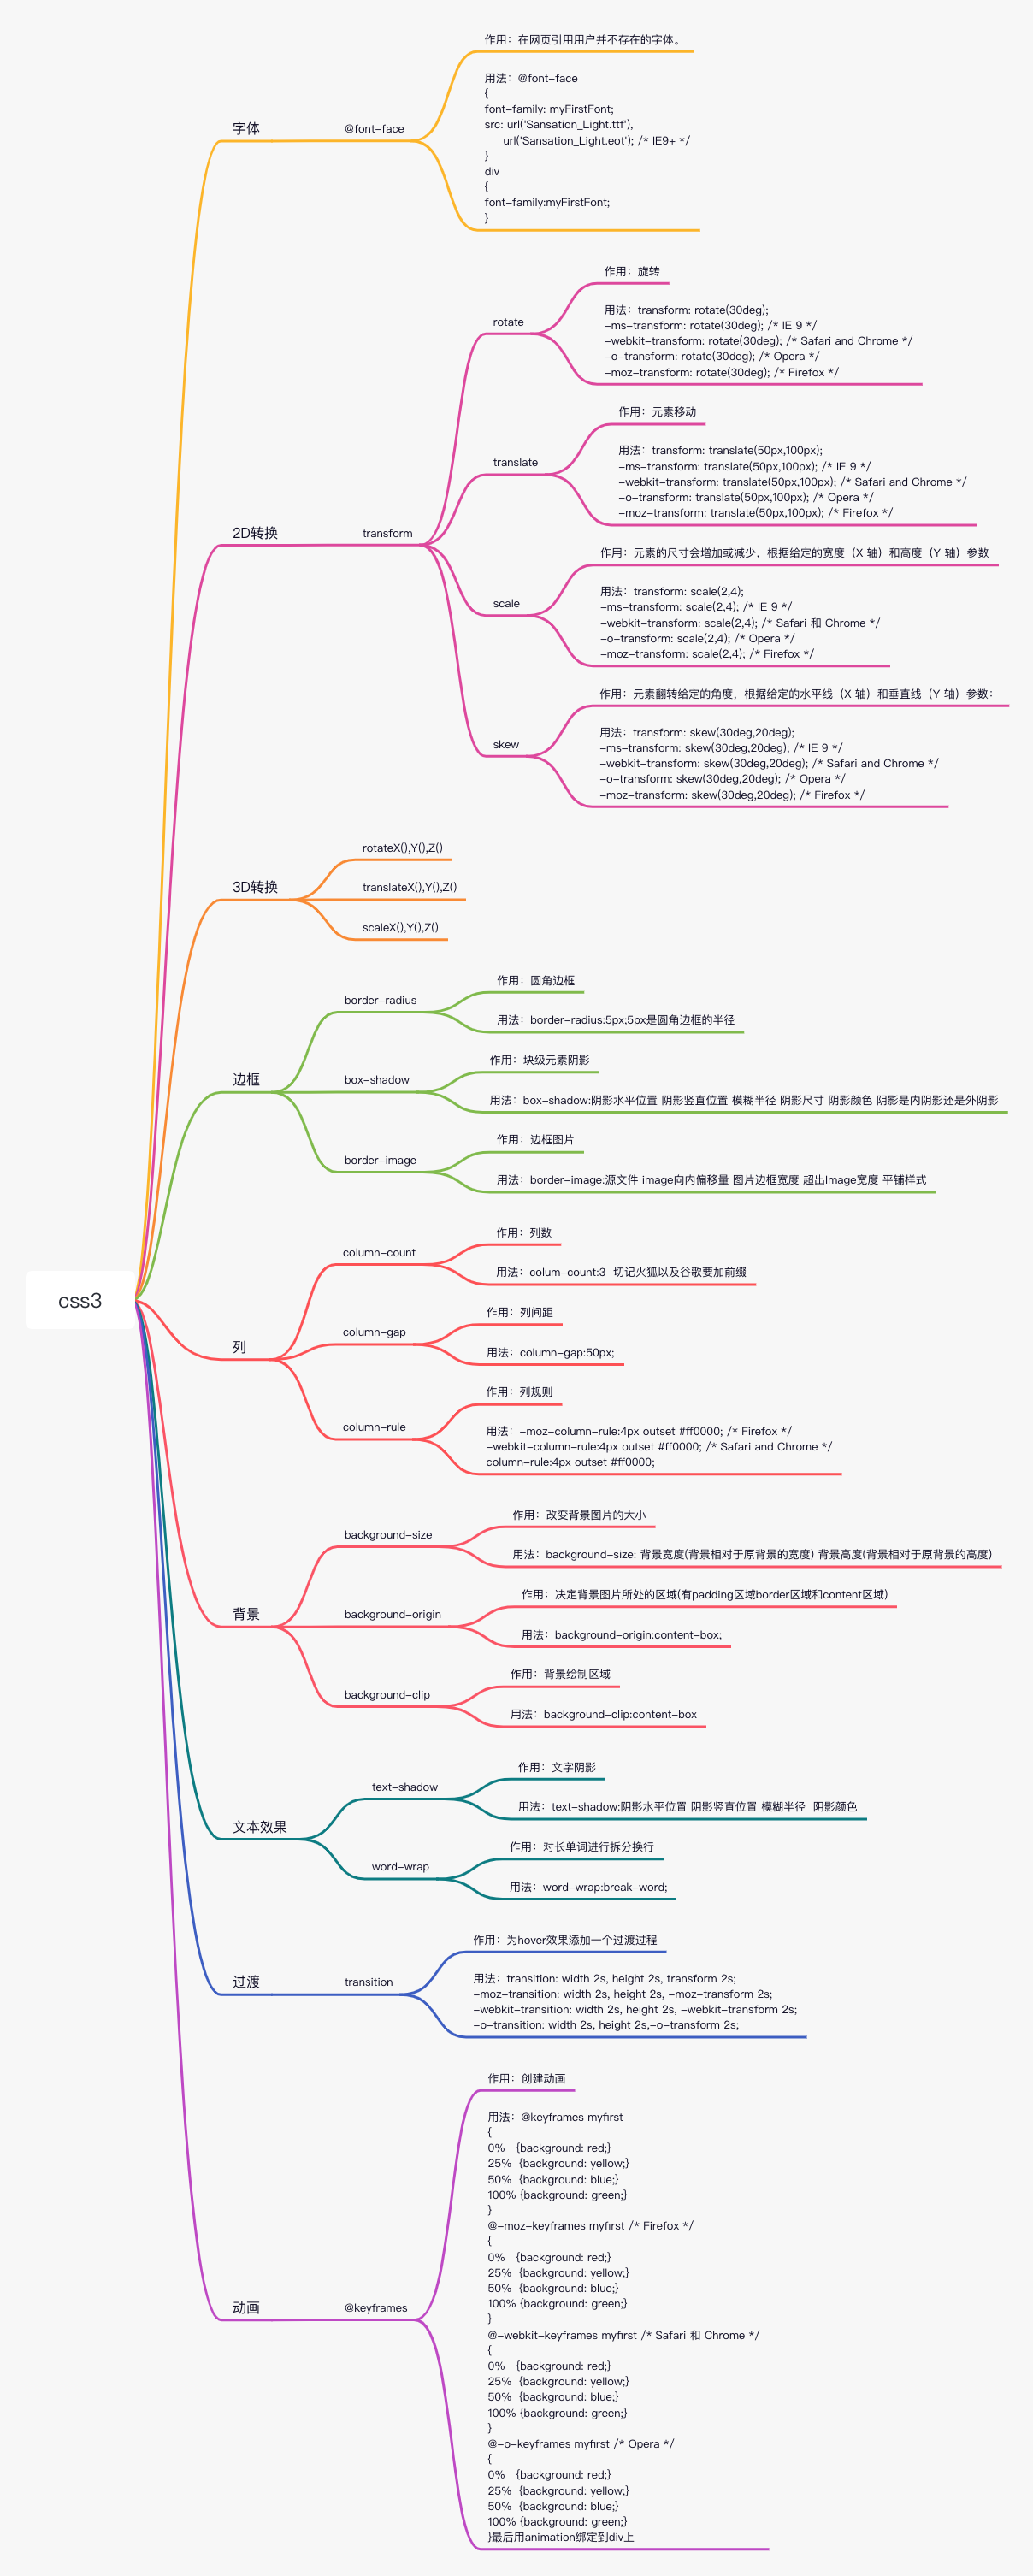 css3
字体
@font-face
作用：在网页引用用户并不存在的字体。
用法：@font-face
{
font-family: myFirstFont;
src: url('Sansation_Light.ttf'),
url('Sansation_Light.eot'); /* IE9+ */
}
div
{
font-family:myFirstFont;
}
2D转换
transform
rotate
作用：旋转
用法：transform: rotate(30deg);
-ms-transform: rotate(30deg); /* IE 9 */
-webkit-transform: rotate(30deg); /* Safari and Chrome */
-o-transform: rotate(30deg); /* Opera */
-moz-transform: rotate(30deg); /* Firefox */
translate
作用：元素移动
用法：transform: translate(50px,100px);
-ms-transform: translate(50px,100px); /* IE 9 */
-webkit-transform: translate(50px,100px); /* Safari and Chrome */
-o-transform: translate(50px,100px); /* Opera */
-moz-transform: translate(50px,100px); /* Firefox */
scale
作用：元素的尺寸会增加或减少，根据给定的宽度（X 轴）和高度（Y 轴）参数
用法：transform: scale(2,4);
-ms-transform: scale(2,4); /* IE 9 */
-webkit-transform: scale(2,4); /* Safari 和 Chrome */
-o-transform: scale(2,4); /* Opera */
-moz-transform: scale(2,4); /* Firefox */
skew
作用：元素翻转给定的角度，根据给定的水平线（X 轴）和垂直线（Y 轴）参数：
用法：transform: skew(30deg,20deg);
-ms-transform: skew(30deg,20deg); /* IE 9 */
-webkit-transform: skew(30deg,20deg); /* Safari and Chrome */
-o-transform: skew(30deg,20deg); /* Opera */
-moz-transform: skew(30deg,20deg); /* Firefox */
3D转换
rotateX(),Y(),Z()
translateX(),Y(),Z()
scaleX(),Y(),Z()
边框
border-radius
作用：圆角边框
用法：border-radius:5px;5px是圆角边框的半径
box-shadow
作用：块级元素阴影
用法：box-shadow:阴影水平位置 阴影竖直位置 模糊半径 阴影尺寸 阴影颜色 阴影是内阴影还是外阴影
border-image
作用：边框图片
用法：border-image:源文件 image向内偏移量 图片边框宽度 超出Image宽度 平铺样式
列
column-count
作用：列数
用法：colum-count:3 切记火狐以及谷歌要加前缀
column-gap
作用：列间距
用法：column-gap:50px;
column-rule
作用：列规则
用法：-moz-column-rule:4px outset #ff0000; /* Firefox */
-webkit-column-rule:4px outset #ff0000; /* Safari and Chrome */
column-rule:4px outset #ff0000;
背景
background-size
作用：改变背景图片的大小
用法：background-size: 背景宽度(背景相对于原背景的宽度) 背景高度(背景相对于原背景的高度)
background-origin
作用：决定背景图片所处的区域(有padding区域border区域和content区域)
用法：background-origin:content-box;
background-clip
作用：背景绘制区域
用法：background-clip:content-box
文本效果
text-shadow
作用：文字阴影
用法：text-shadow:阴影水平位置 阴影竖直位置 模糊半径 阴影颜色
word-wrap
作用：对长单词进行拆分换行
用法：word-wrap:break-word;
过渡
transition
作用：为hover效果添加一个过渡过程
用法：transition: width 2s, height 2s, transform 2s;
-moz-transition: width 2s, height 2s, -moz-transform 2s;
-webkit-transition: width 2s, height 2s, -webkit-transform 2s;
-o-transition: width 2s, height 2s,-o-transform 2s;
动画
@keyframes
作用：创建动画
用法：@keyframes myfirst
{
0% {background: red;}
25% {background: yellow;}
50% {background: blue;}
100% {background: green;}
}
@-moz-keyframes myfirst /* Firefox */
{
0% {background: red;}
25% {background: yellow;}
50% {background: blue;}
100% {background: green;}
}
@-webkit-keyframes myfirst /* Safari 和 Chrome */
{
0% {background: red;}
25% {background: yellow;}
50% {background: blue;}
100% {background: green;}
}
@-o-keyframes myfirst /* Opera */
{
0% {background: red;}
25% {background: yellow;}
50% {background: blue;}
100% {background: green;}
}最后用animation绑定到div上